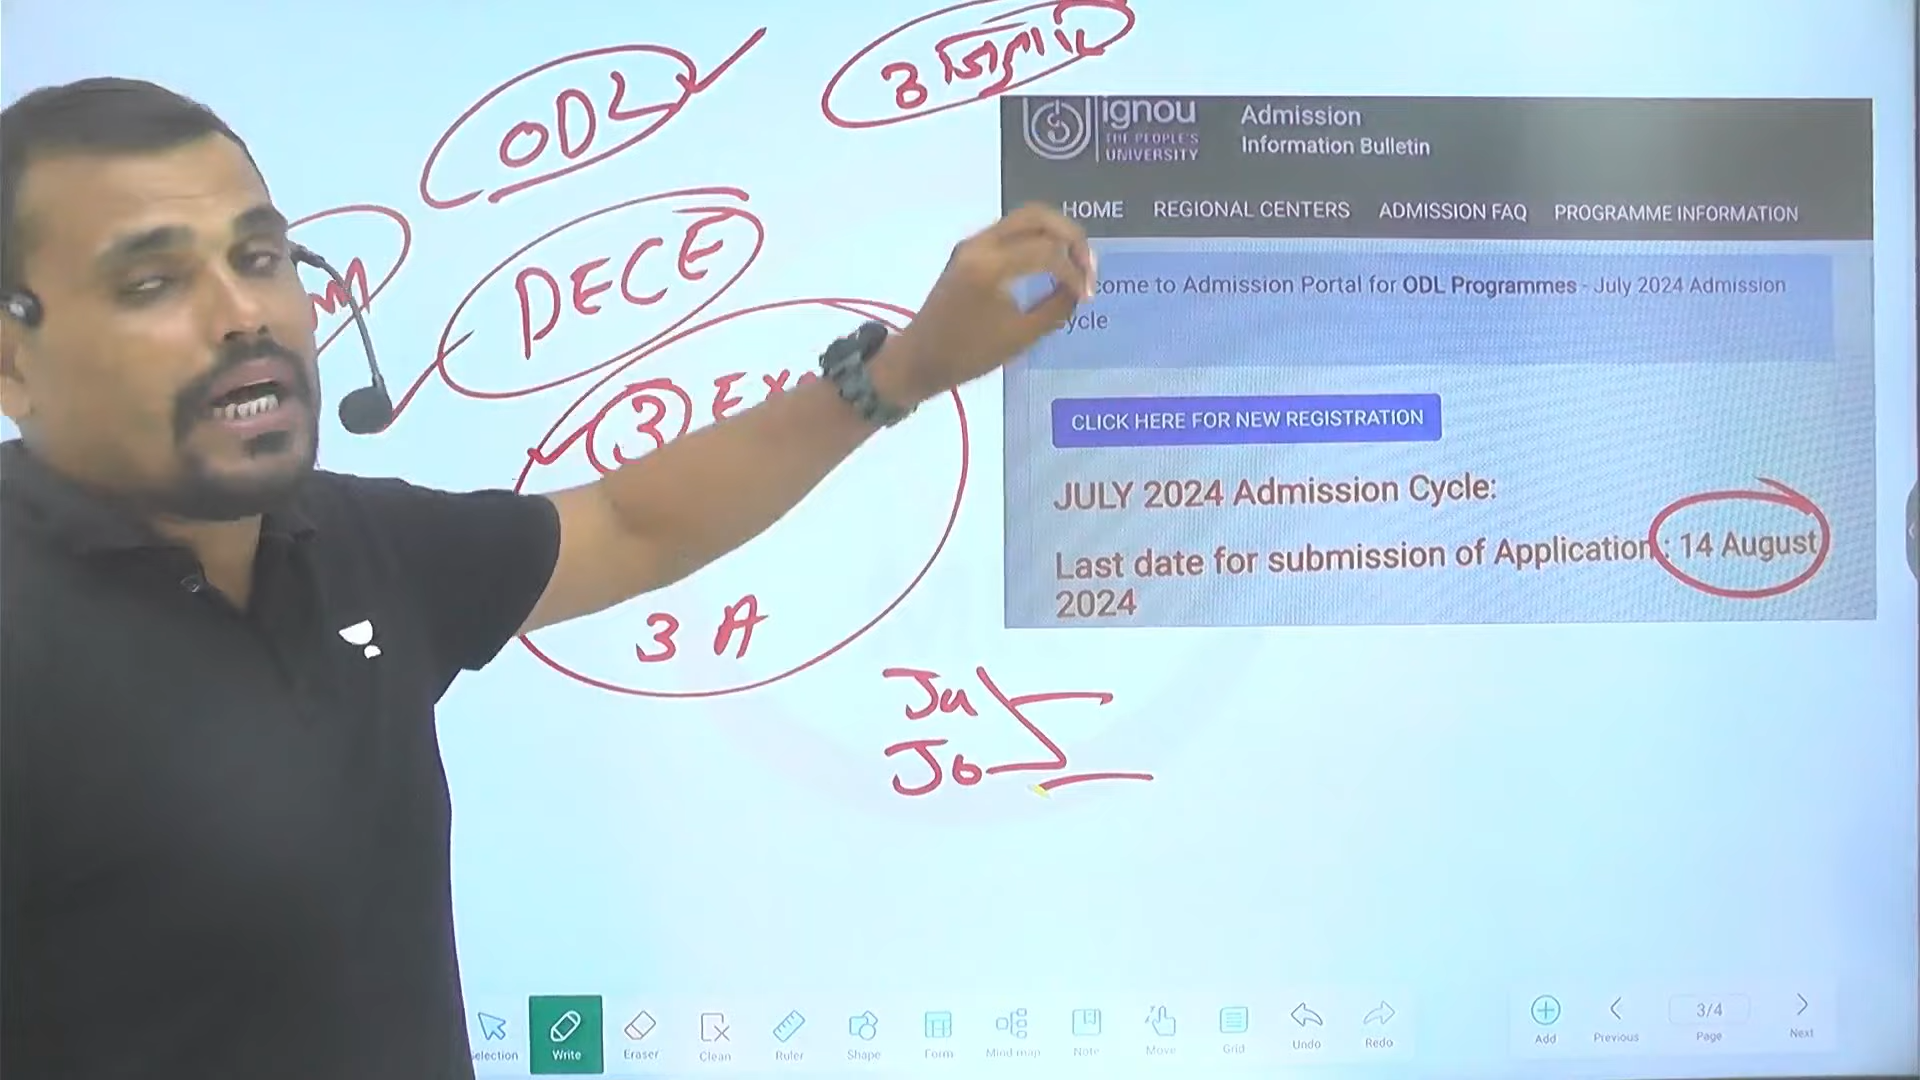 ODL
3
DECE
3 Exa
3 A
Ju
Jo
ignou
THE PEOPLE'S
UNIVERSITY
Admission
Information Bulletin
HOME REGIONAL CENTERS ADMISSION FAQ PROGRAMME INFORMATION
come to Admission Portal for ODL Programmes - July 2024 Admission
ycle
CLICK HERE FOR NEW REGISTRATION
JULY 2024 Admission Cycle:
Last date for submission of Application : 14 August
2024
election Write Eraser Clean Ruler Shape Form Mind map Note Move Grid Undo Redo Add Previous 3/4 Page Next